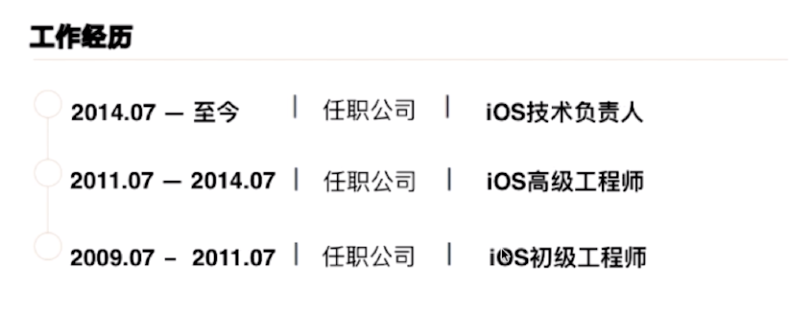 工作经历
2014.07 — 至今 | 任职公司 | iOS技术负责人
2011.07 — 2014.07 | 任职公司 | iOS高级工程师
2009.07 – 2011.07 | 任职公司 | iOS初级工程师